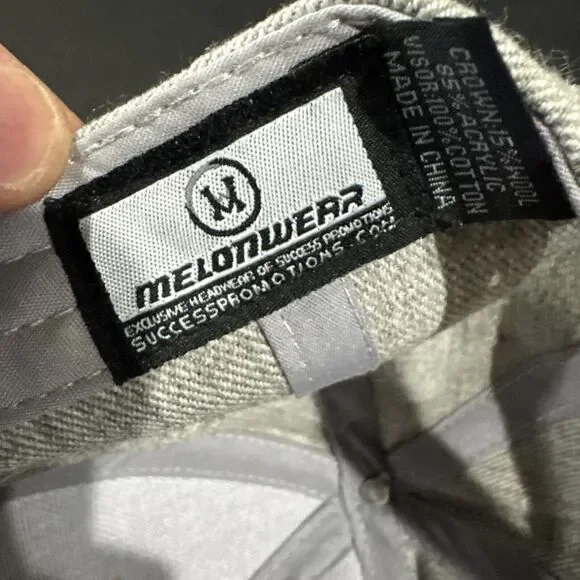 M
MELONWEAR
EXCLUSIVE HEADWEAR OF SUCCESS PROMOTIONS
SUCCESSPROMOTIONS.COM
CROWN:15%WOOL
85%ACRYLIC
VISOR:100%COTTON
MADE IN CHINA